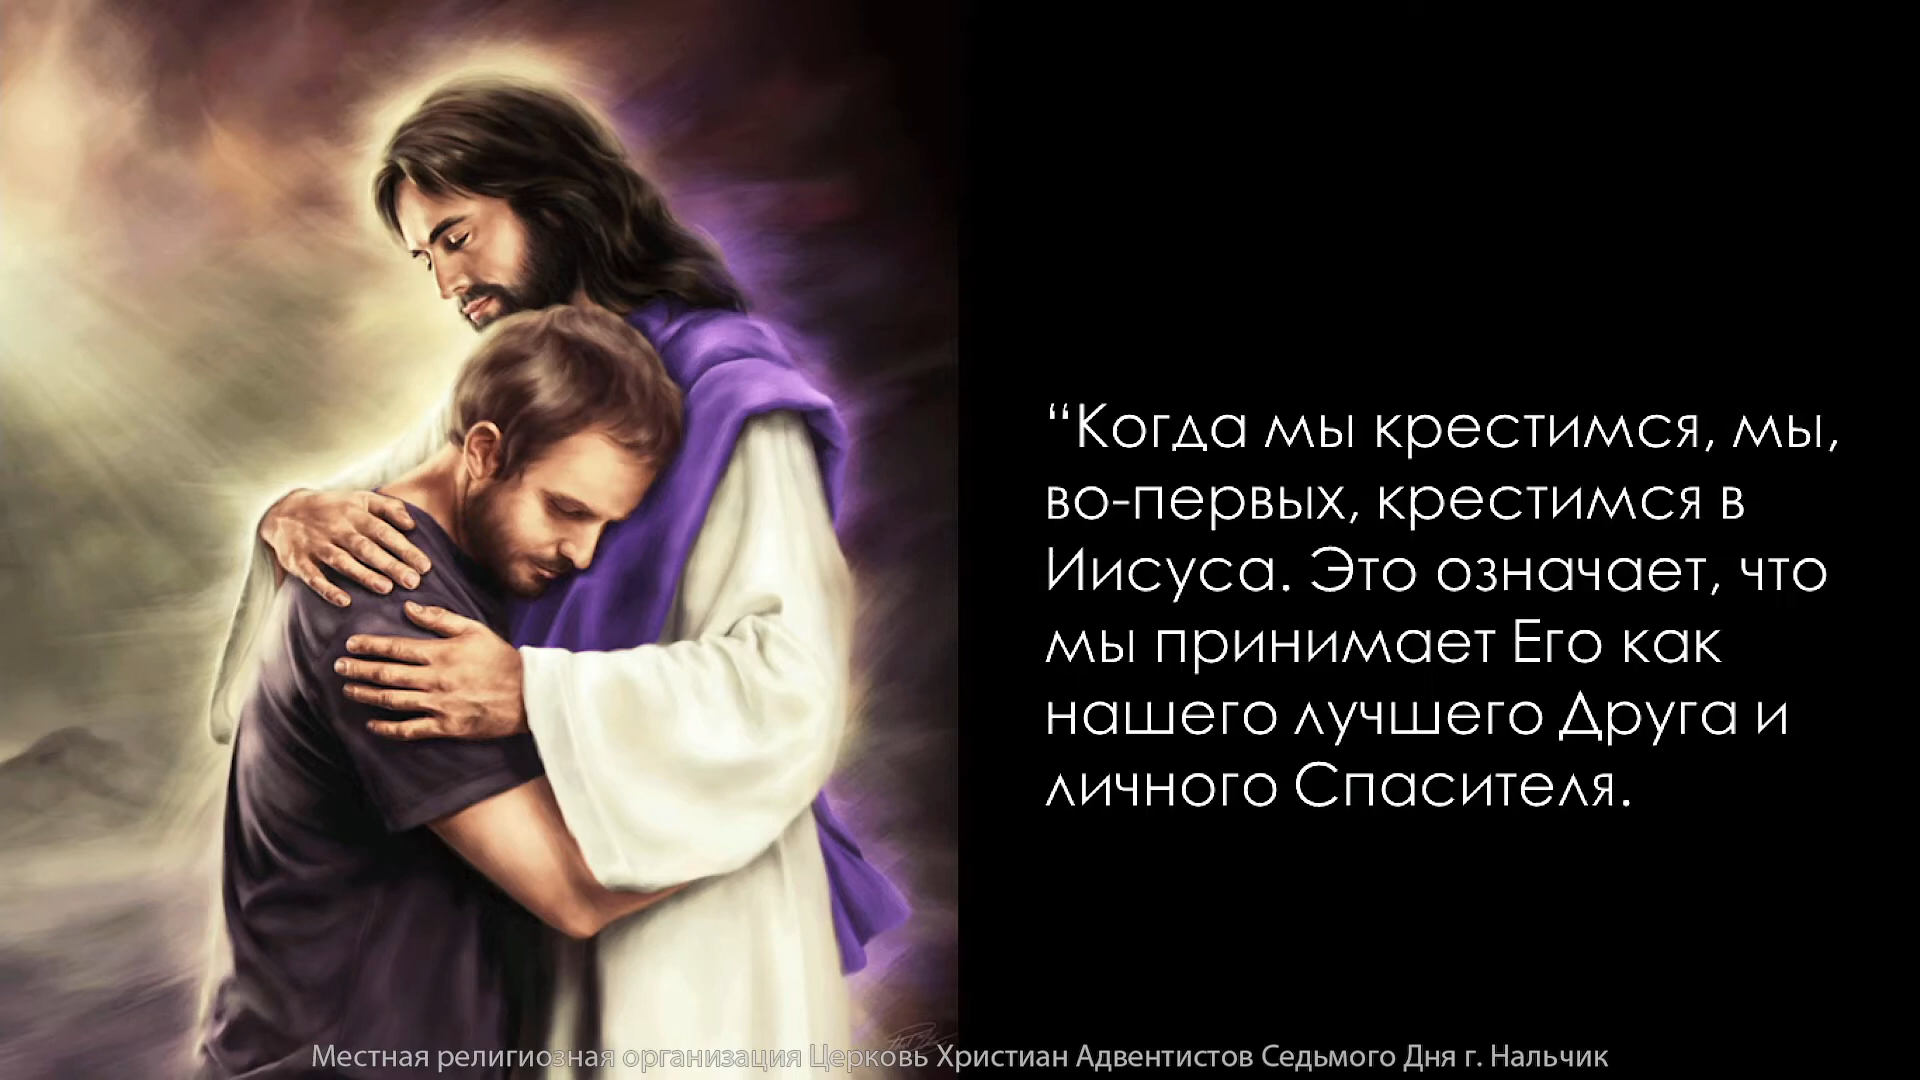 “Когда мы крестимся, мы,
во-первых, крестимся в
Иисуса. Это означает, что
мы принимает Его как
нашего лучшего Друга и
личного Спасителя.
Местная религиозная организация Церковь Христиан Адвентистов Седьмого Дня г. Нальчик